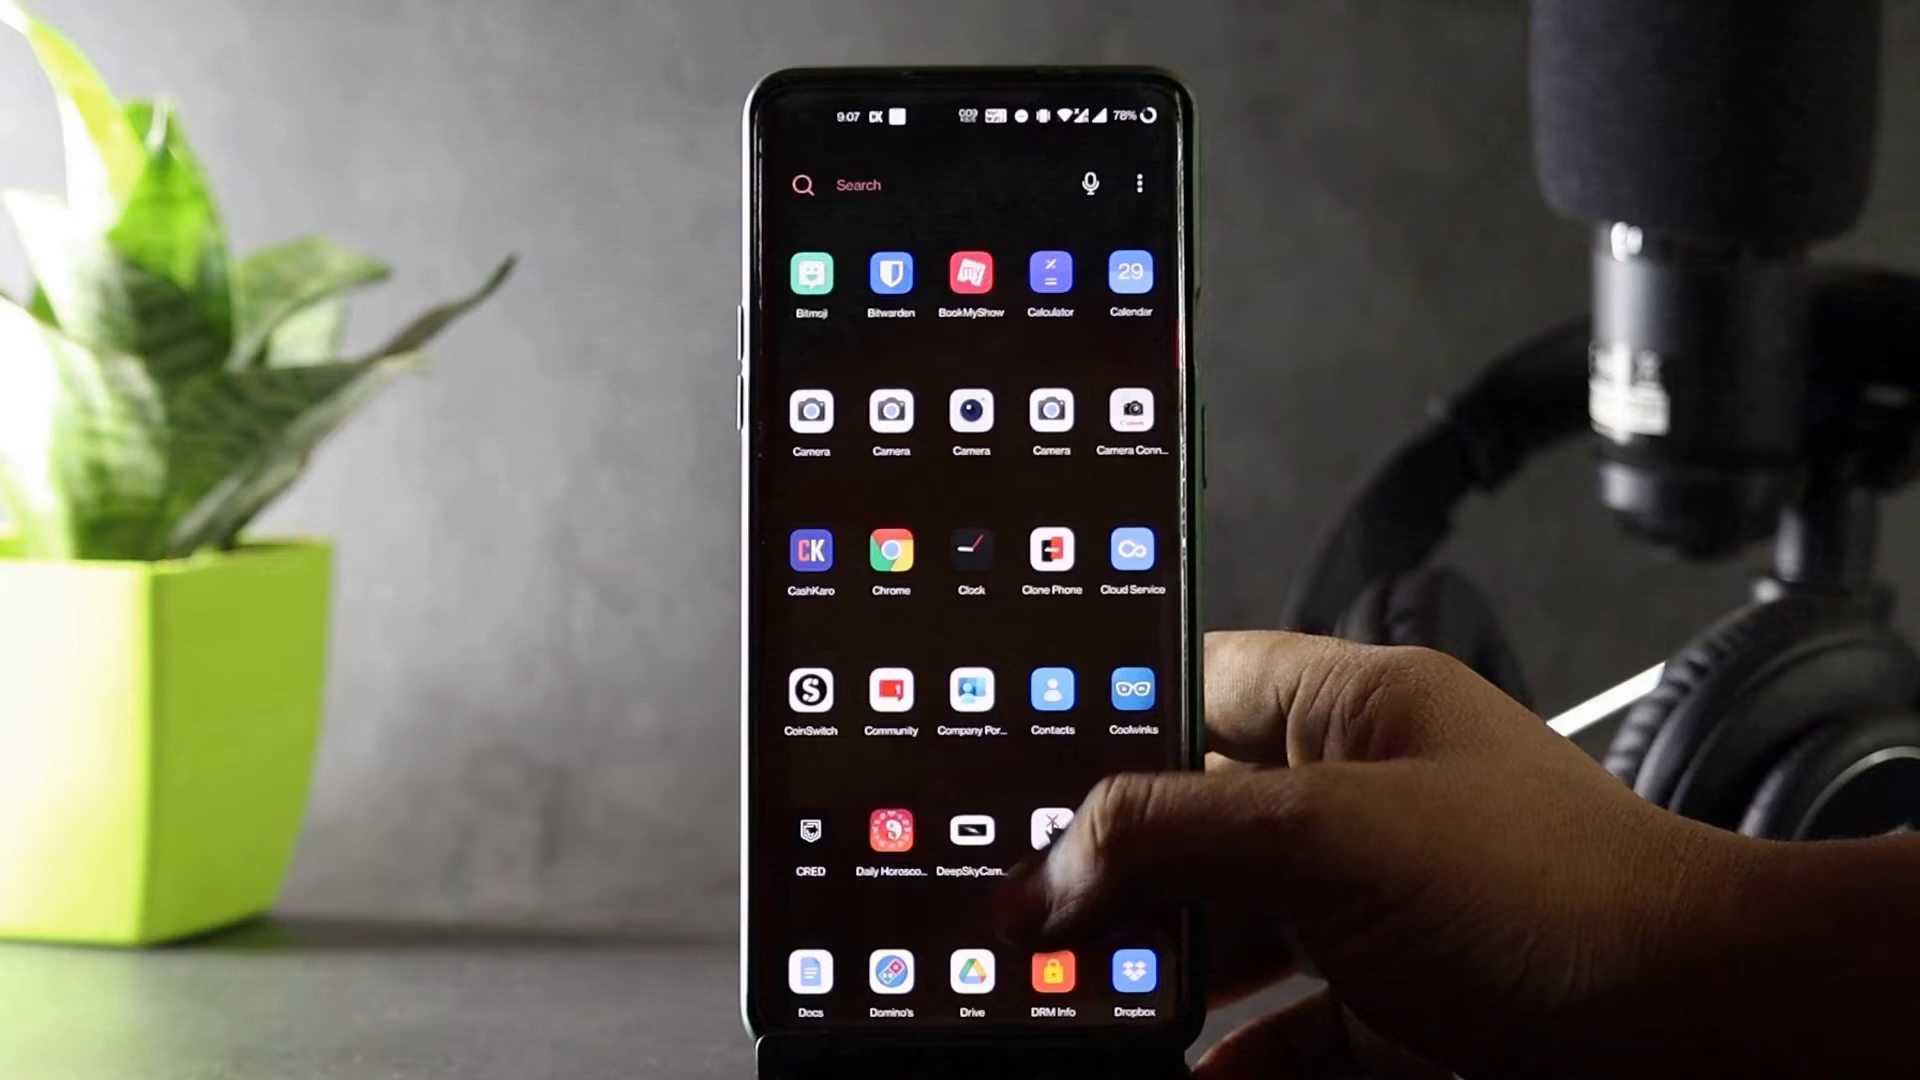 9:07 CK 78%
Search
my 29
Bitmoji Bitwarden BookMyShow Calculator Calendar
Camera Camera Camera Camera Camera Conn...
CK
CashKaro Chrome Clock Clone Phone Cloud Service
CoinSwitch Community Company Por... Contacts Coolwinks
CRED Daily Horosco... DeepSkyCam...
Docs Domino's Drive DRM Info Dropbox